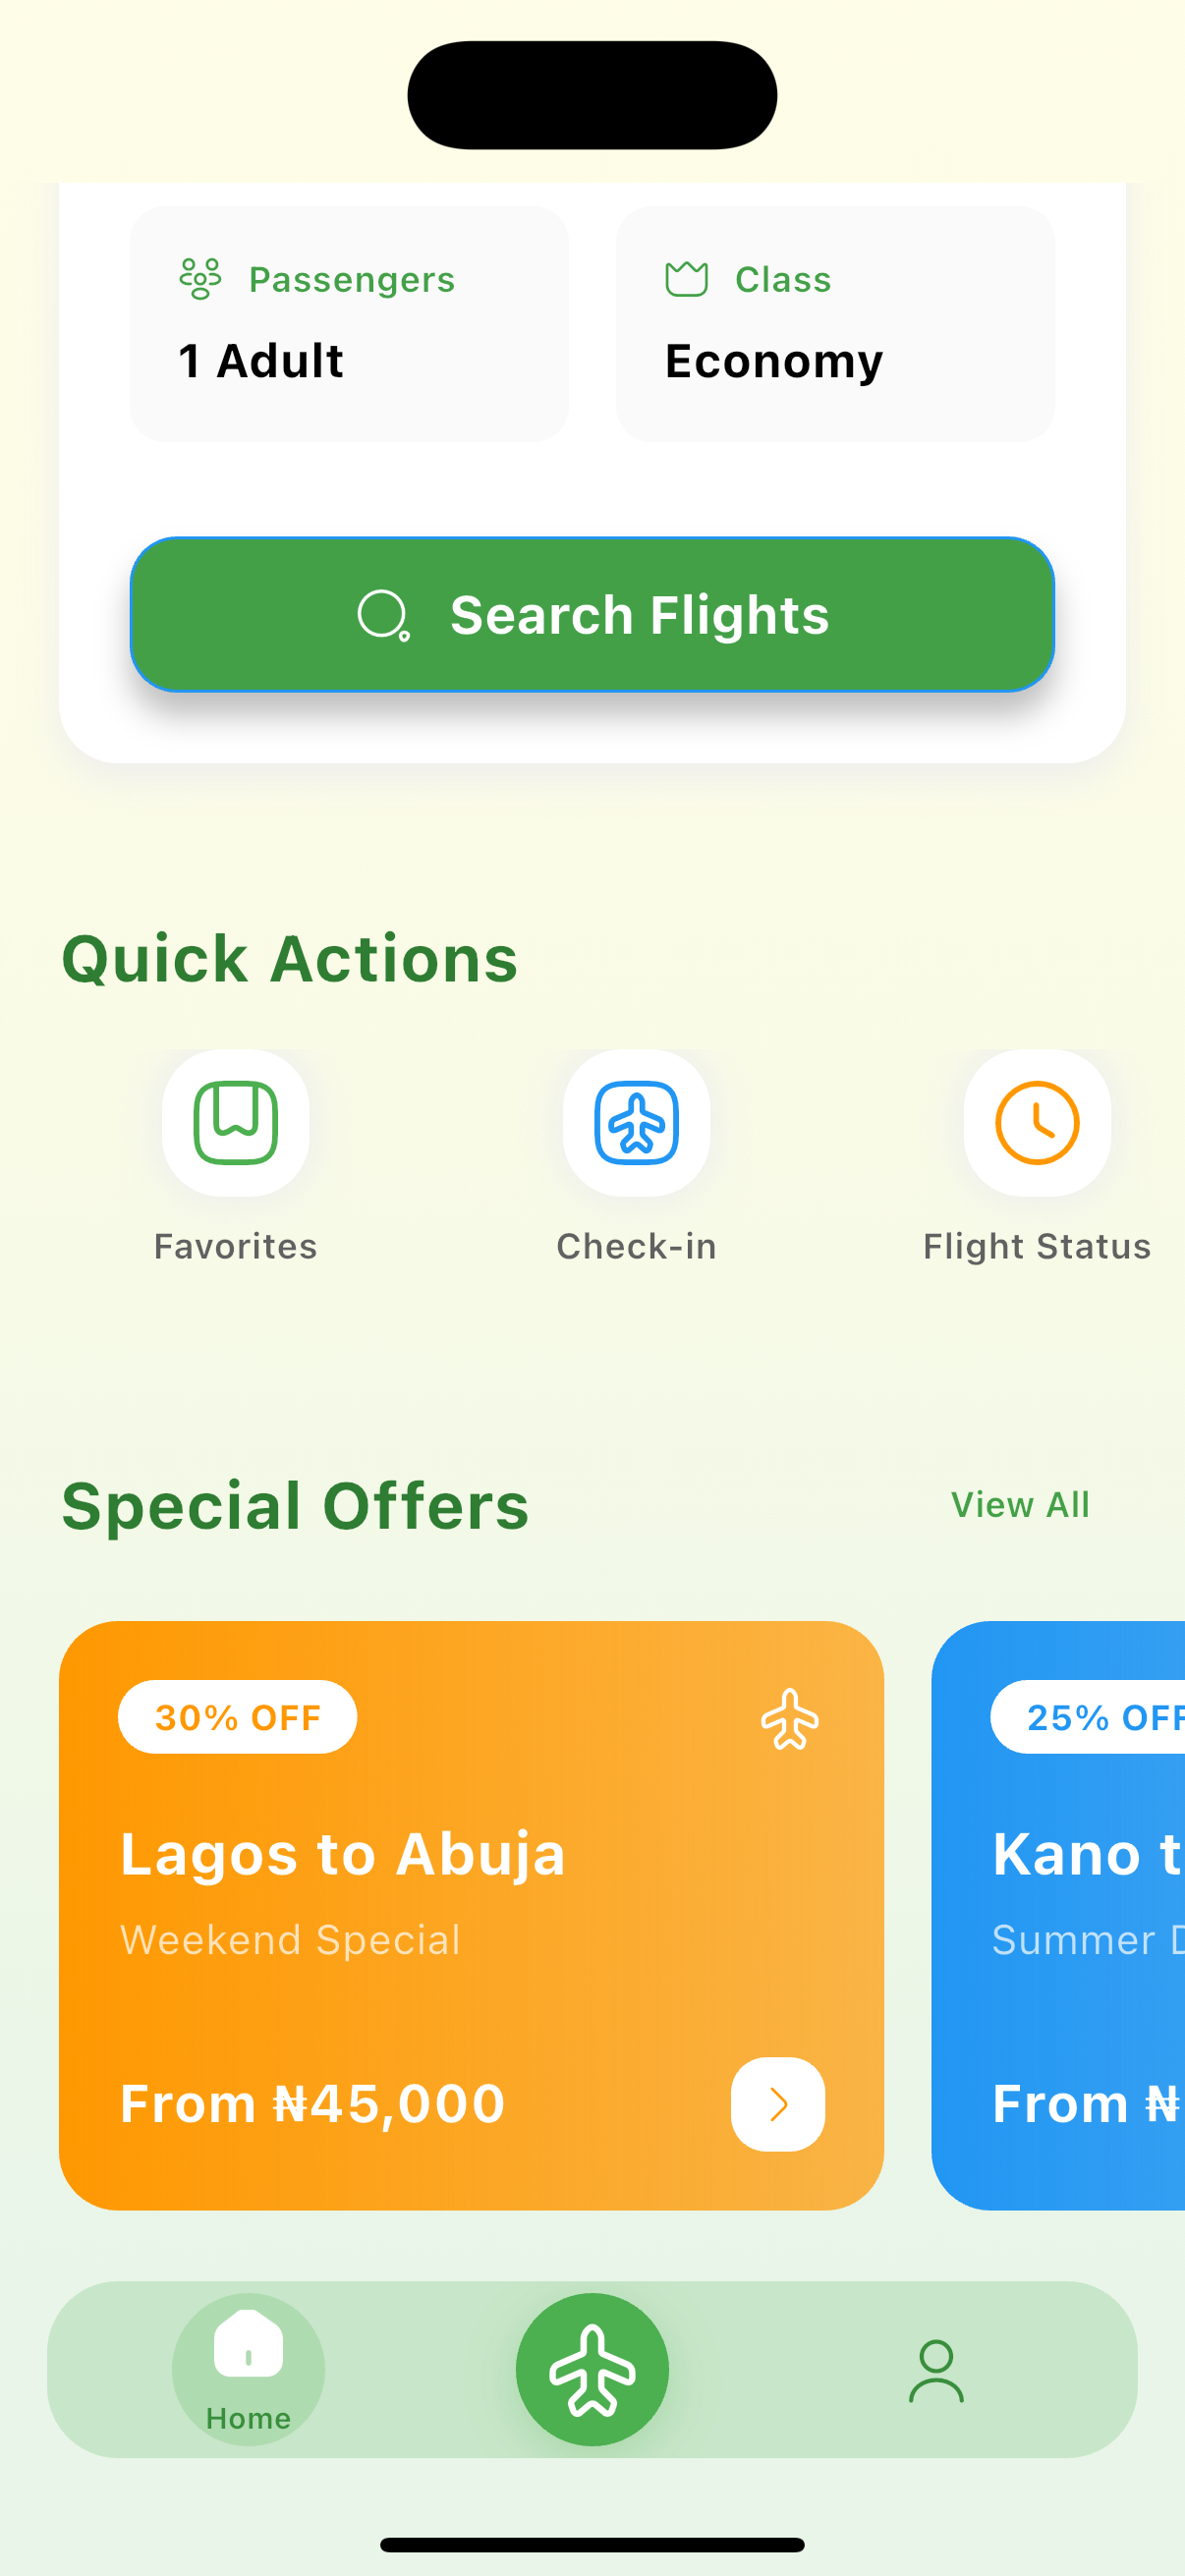 Passengers
1 Adult
Class
Economy
Search Flights
Quick Actions
Favorites
Check-in
Flight Status
Special Offers
View All
30% OFF
Lagos to Abuja
Weekend Special
From ₦45,000
25% OFF
Kano t
Summer D
From ₦
Home